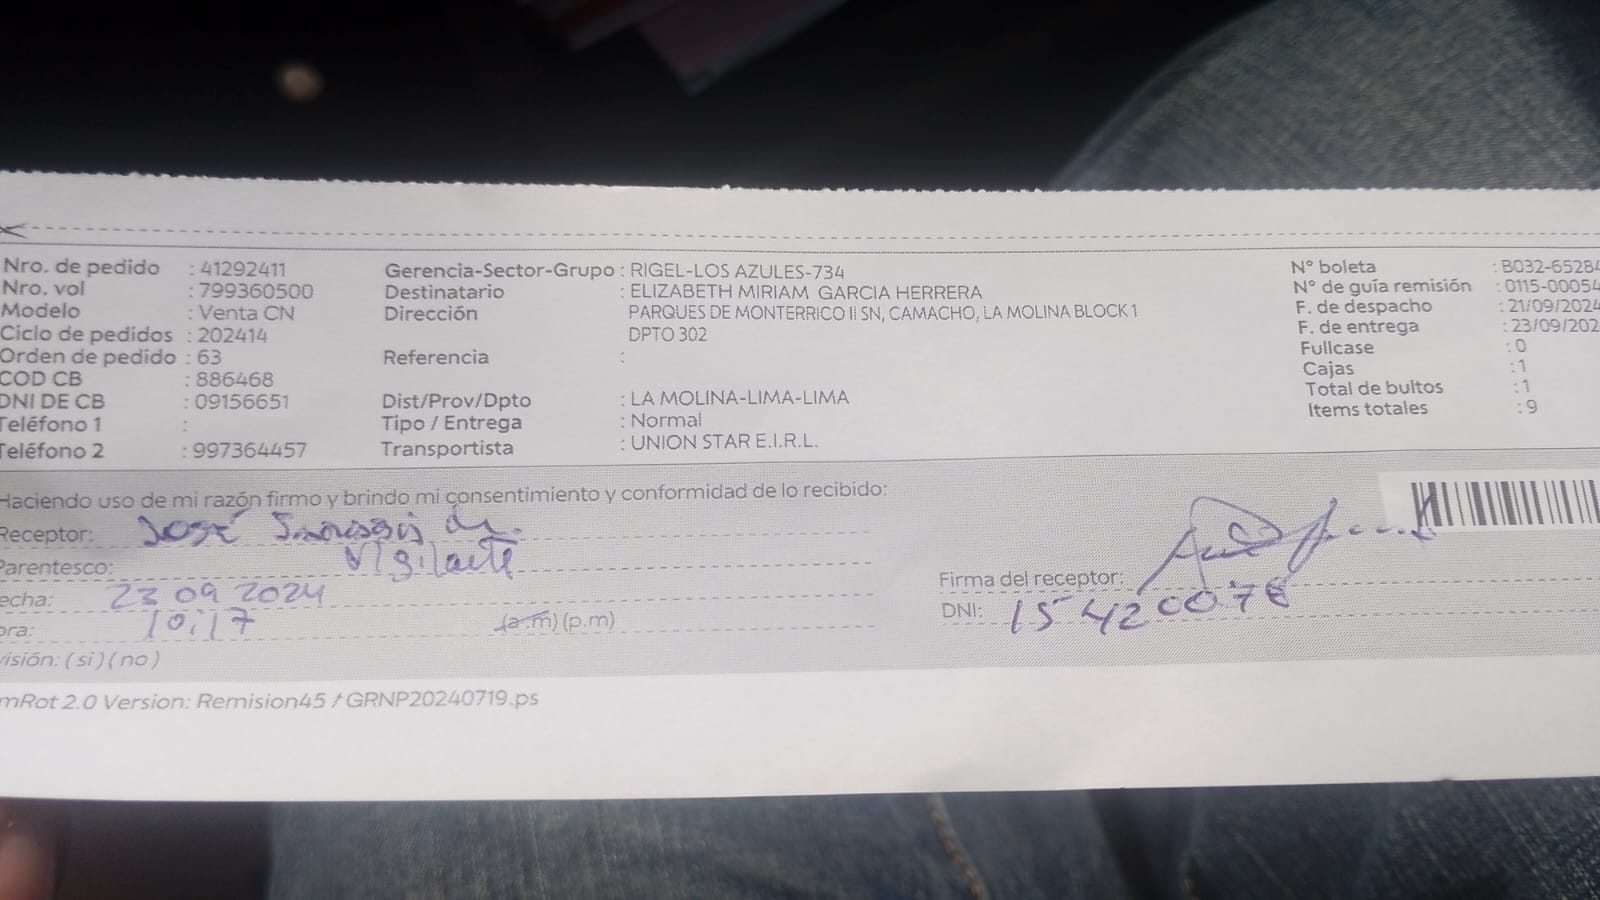 Nro. de pedido : 41292411
Nro. vol : 799360500
Modelo : Venta CN
Ciclo de pedidos : 202414
Orden de pedido : 63
COD CB : 886468
DNI DE CB : 09156651
Teléfono 1 :
Teléfono 2 : 997364457
Gerencia-Sector-Grupo : RIGEL-LOS AZULES-734
Destinatario : ELIZABETH MIRIAM GARCIA HERRERA
Dirección PARQUES DE MONTERRICO II SN, CAMACHO, LA MOLINA BLOCK 1
DPTO 302
Referencia :
Dist/Prov/Dpto : LA MOLINA-LIMA-LIMA
Tipo / Entrega : Normal
Transportista : UNION STAR E.I.R.L.
N° boleta : B032-65284
N° de guía remisión : 0115-00054
F. de despacho : 21/09/2024
F. de entrega : 23/09/202
Fullcase : 0
Cajas : 1
Total de bultos : 1
Items totales : 9
Haciendo uso de mi razón firmo y brindo mi consentimiento y conformidad de lo recibido:
Receptor: José
Parentesco: Vigilante
echa: 23 09 2024
ora: 10:17 (a.m) (p.m)
visión: ( si ) ( no )
Firma del receptor:
DNI: 15420076
mRot 2.0 Version: Remision45 / GRNP20240719.ps